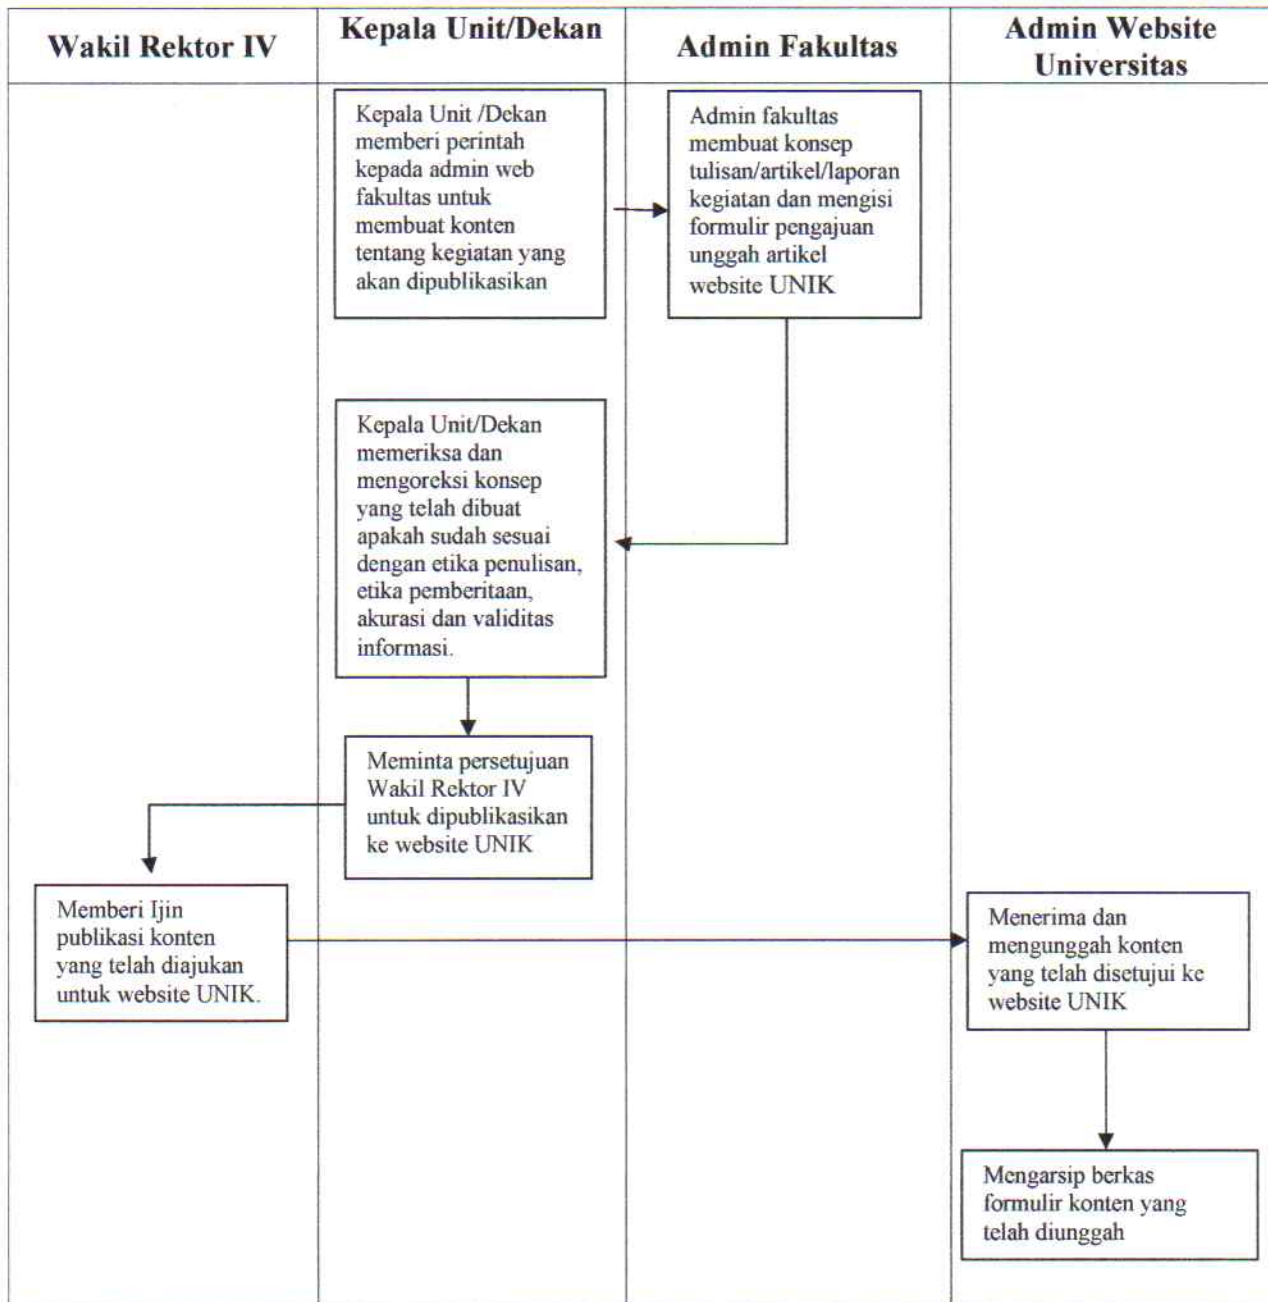 Wakil Rektor IV
Kepala Unit/Dekan
Admin Fakultas
Admin Website
Universitas
Kepala Unit /Dekan
memberi perintah
kepada admin web
fakultas untuk
membuat konten
tentang kegiatan yang
akan dipublikasikan
Admin fakultas
membuat konsep
tulisan/artikel/laporan
kegiatan dan mengisi
formulir pengajuan
unggah artikel
website UNIK
Kepala Unit/Dekan
memeriksa dan
mengoreksi konsep
yang telah dibuat
apakah sudah sesuai
dengan etika penulisan,
etika pemberitaan,
akurasi dan validitas
informasi.
Meminta persetujuan
Wakil Rektor IV
untuk dipublikasikan
ke website UNIK
Memberi Ijin
publikasi konten
yang telah diajukan
untuk website UNIK.
Menerima dan
mengunggah konten
yang telah disetujui ke
website UNIK
Mengarsip berkas
formulir konten yang
telah diunggah